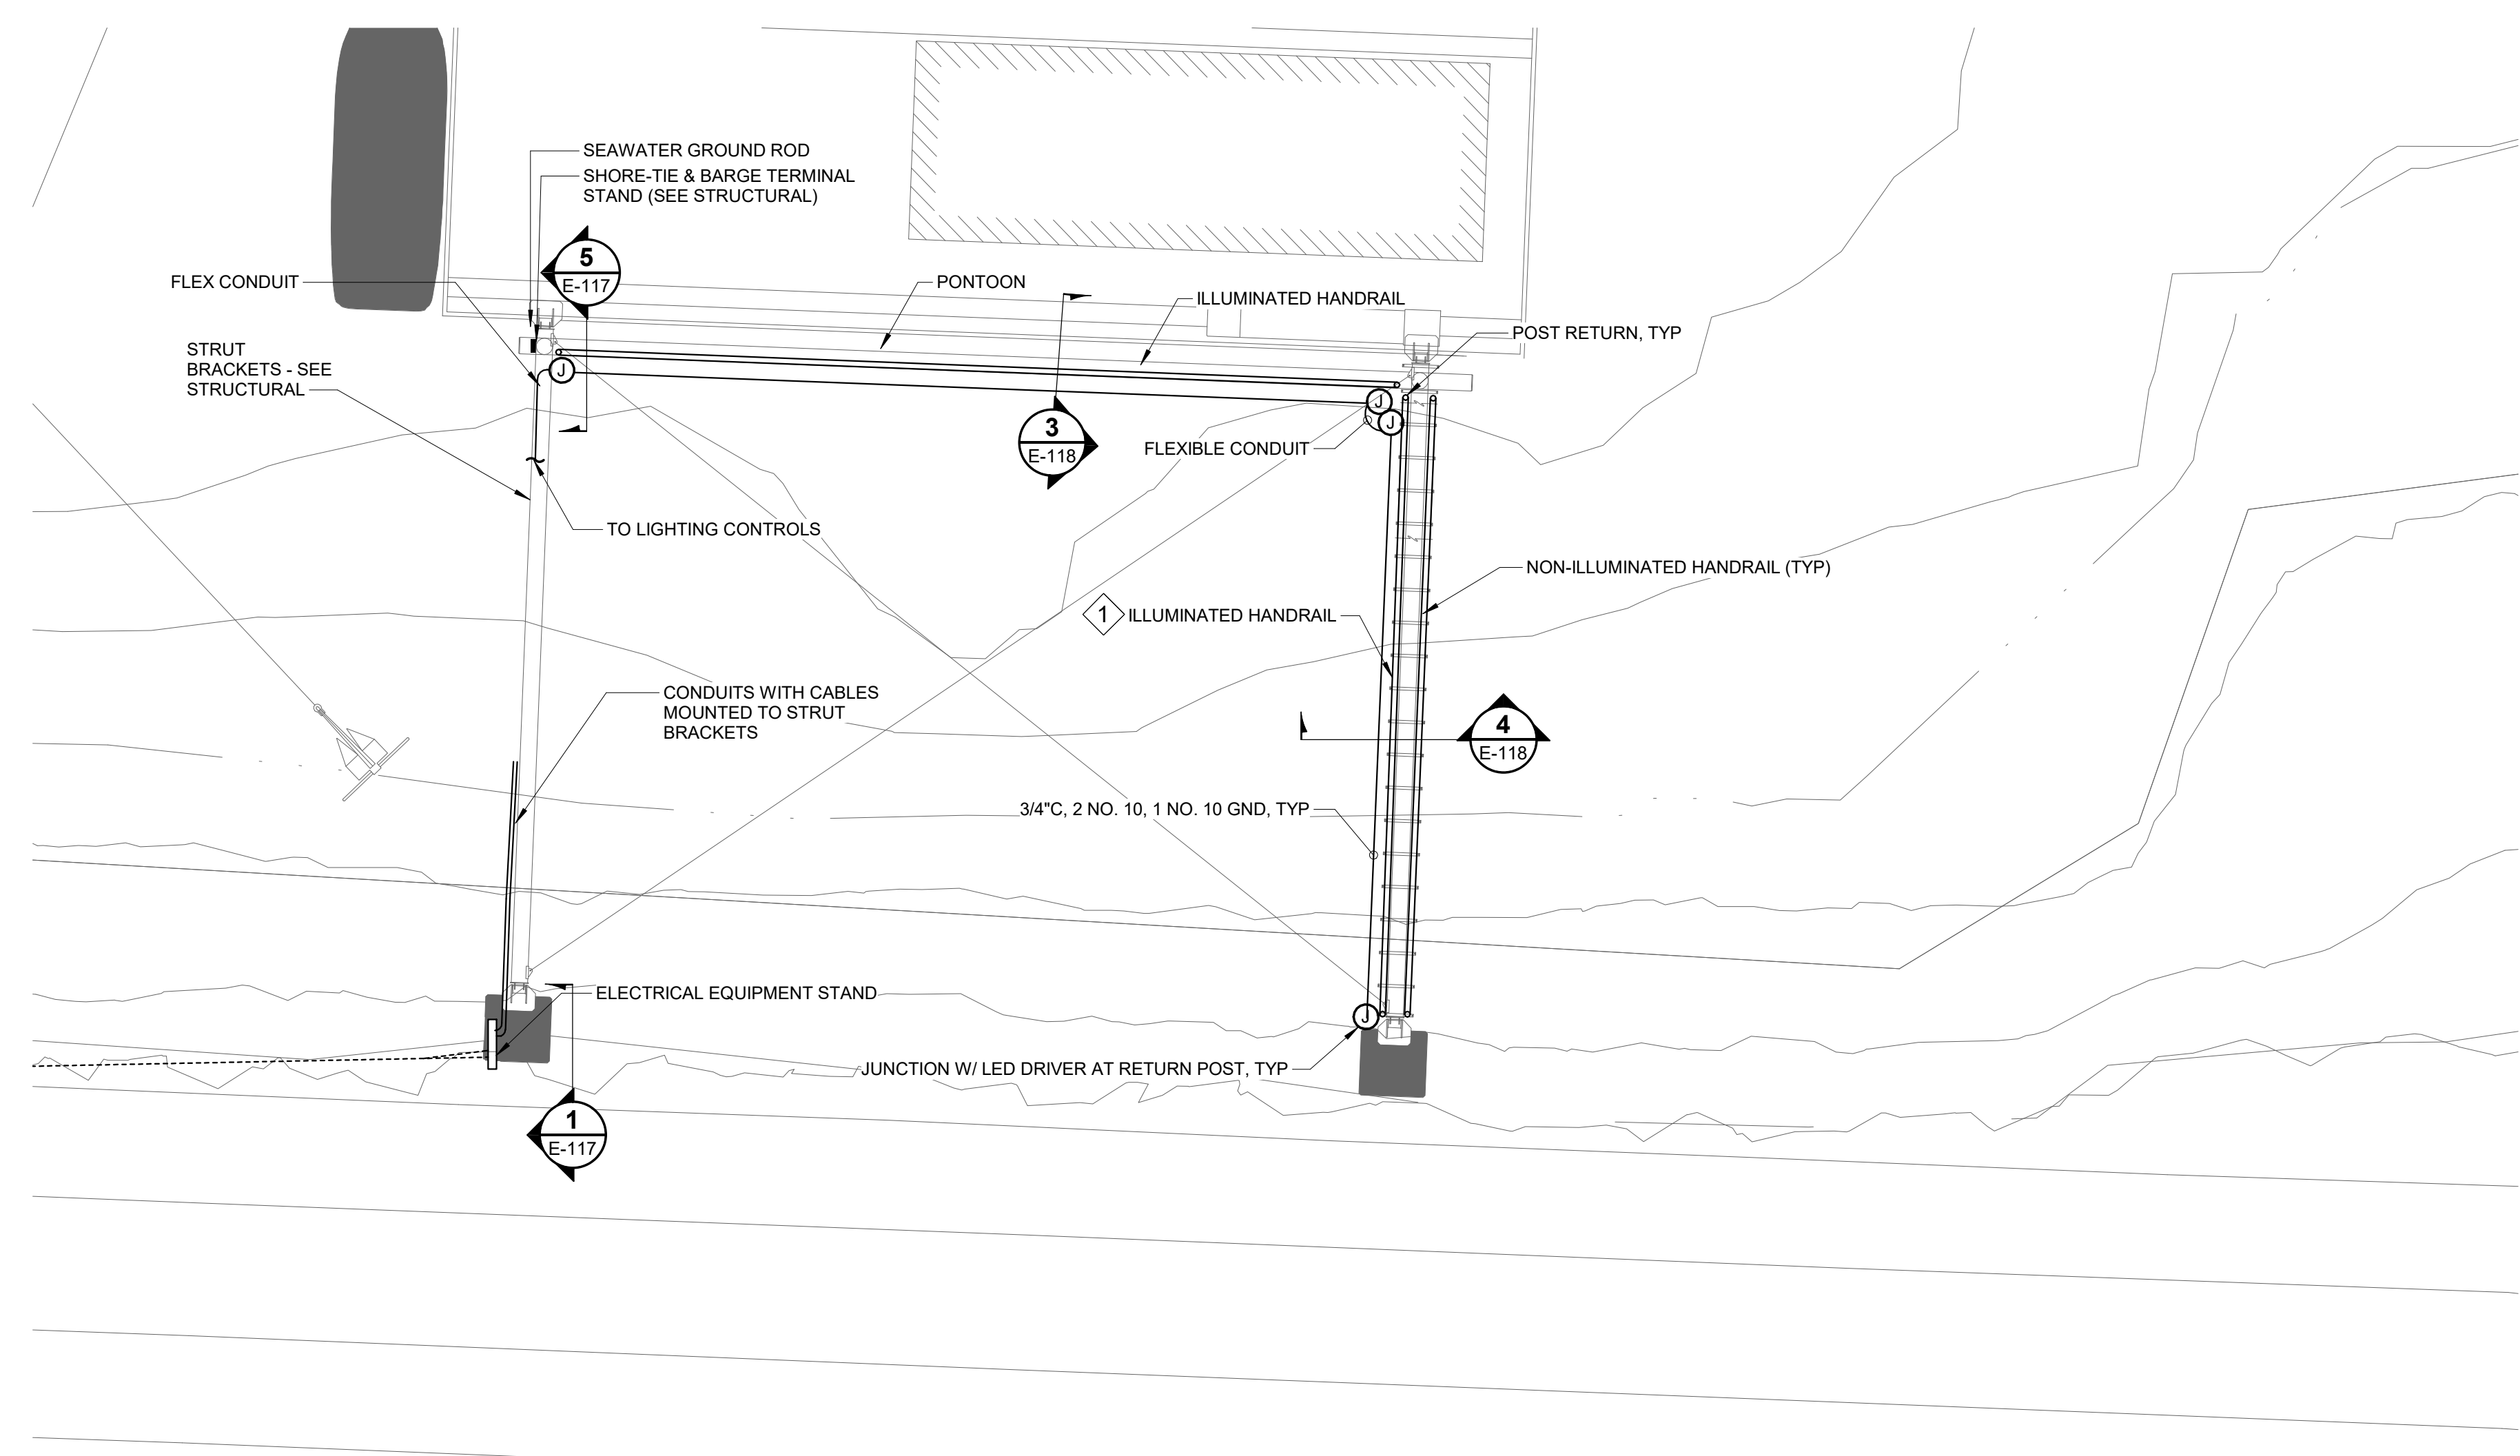 SEAWATER GROUND ROD
SHORE-TIE & BARGE TERMINAL
STAND (SEE STRUCTURAL)
5
E-117
FLEX CONDUIT
PONTOON
ILLUMINATED HANDRAIL
POST RETURN, TYP
STRUT
BRACKETS - SEE
STRUCTURAL
J
J
J
3
E-118
FLEXIBLE CONDUIT
TO LIGHTING CONTROLS
NON-ILLUMINATED HANDRAIL (TYP)
1
ILLUMINATED HANDRAIL
CONDUITS WITH CABLES
MOUNTED TO STRUT
BRACKETS
4
E-118
3/4"C, 2 NO. 10, 1 NO. 10 GND, TYP
ELECTRICAL EQUIPMENT STAND
J
JUNCTION W/ LED DRIVER AT RETURN POST, TYP
1
E-117